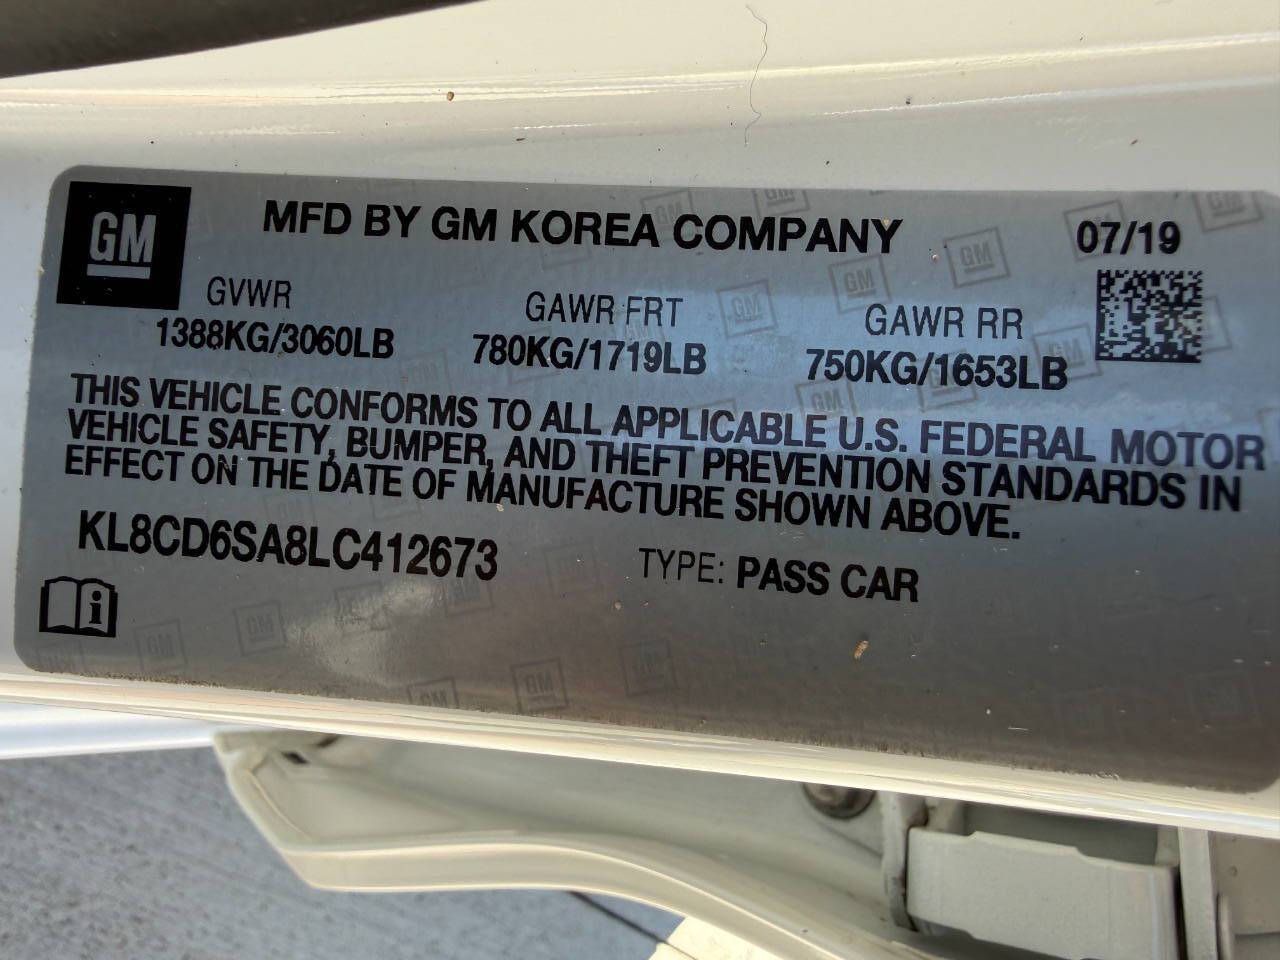 GM
MFD BY GM KOREA COMPANY
07/19
GVWR
1388KG/3060LB
GAWR FRT
780KG/1719LB
GAWR RR
750KG/1653LB
THIS VEHICLE CONFORMS TO ALL APPLICABLE U.S. FEDERAL MOTOR
VEHICLE SAFETY, BUMPER, AND THEFT PREVENTION STANDARDS IN
EFFECT ON THE DATE OF MANUFACTURE SHOWN ABOVE.
KL8CD6SA8LC412673
TYPE: PASS CAR
i